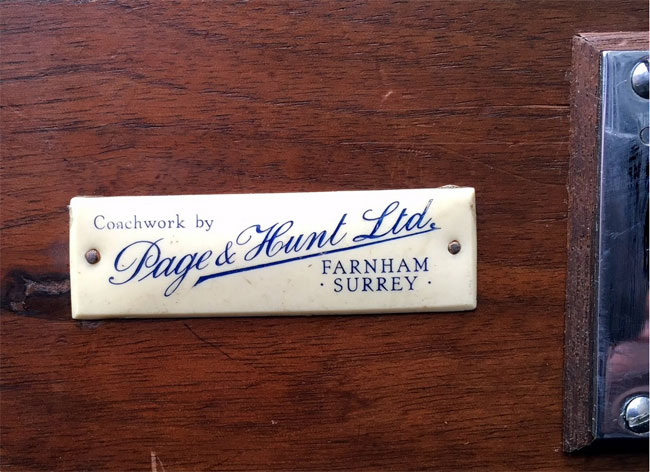 Coachwork by
Page & Hunt Ltd.
FARNHAM
· SURREY ·